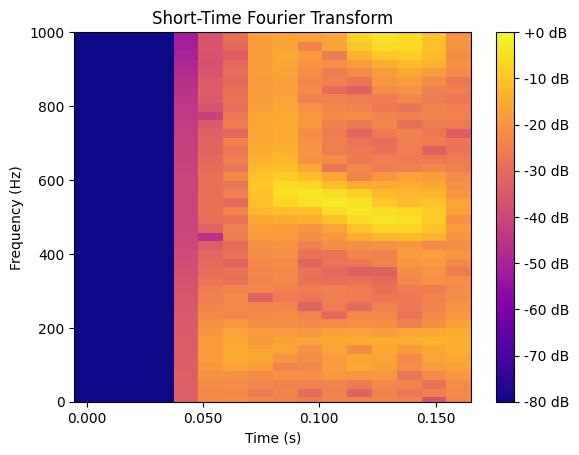 Short-Time Fourier Transform
1000
800
600
400
200
0
Frequency (Hz)
0.000
0.050
0.100
0.150
Time (s)
+0 dB
-10 dB
-20 dB
-30 dB
-40 dB
-50 dB
-60 dB
-70 dB
-80 dB